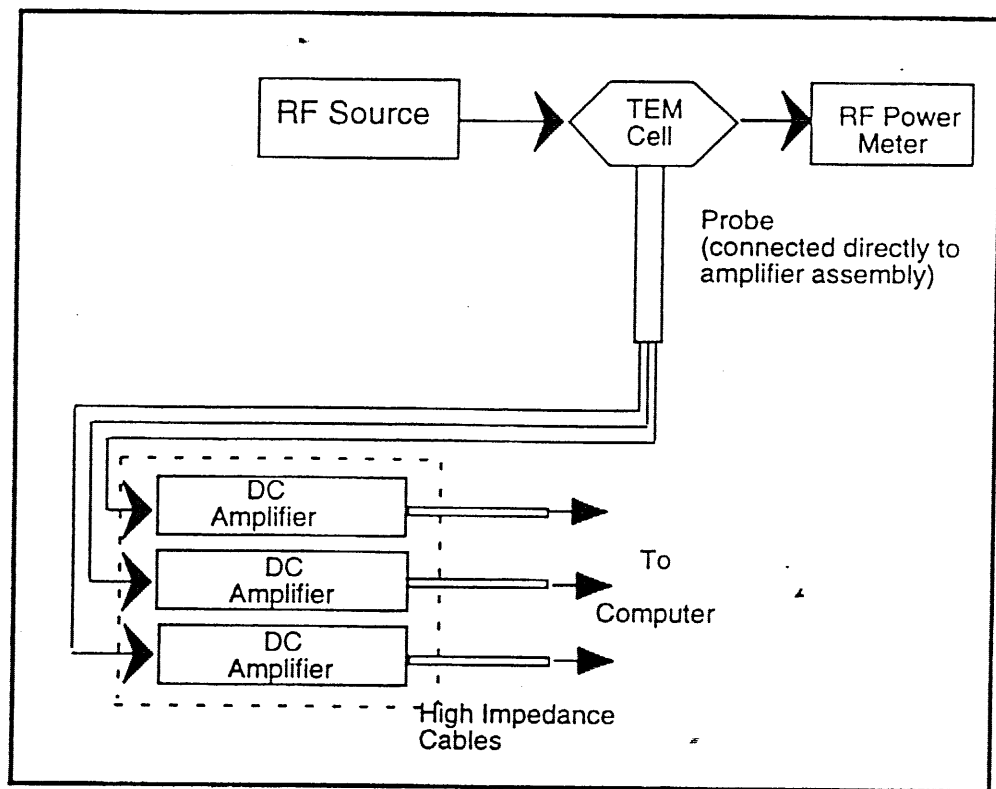 RF Source
TEM
Cell
RF Power
Meter
Probe
(connected directly to
amplifier assembly)
DC
Amplifier
DC
Amplifier
DC
Amplifier
To
Computer
High Impedance
Cables